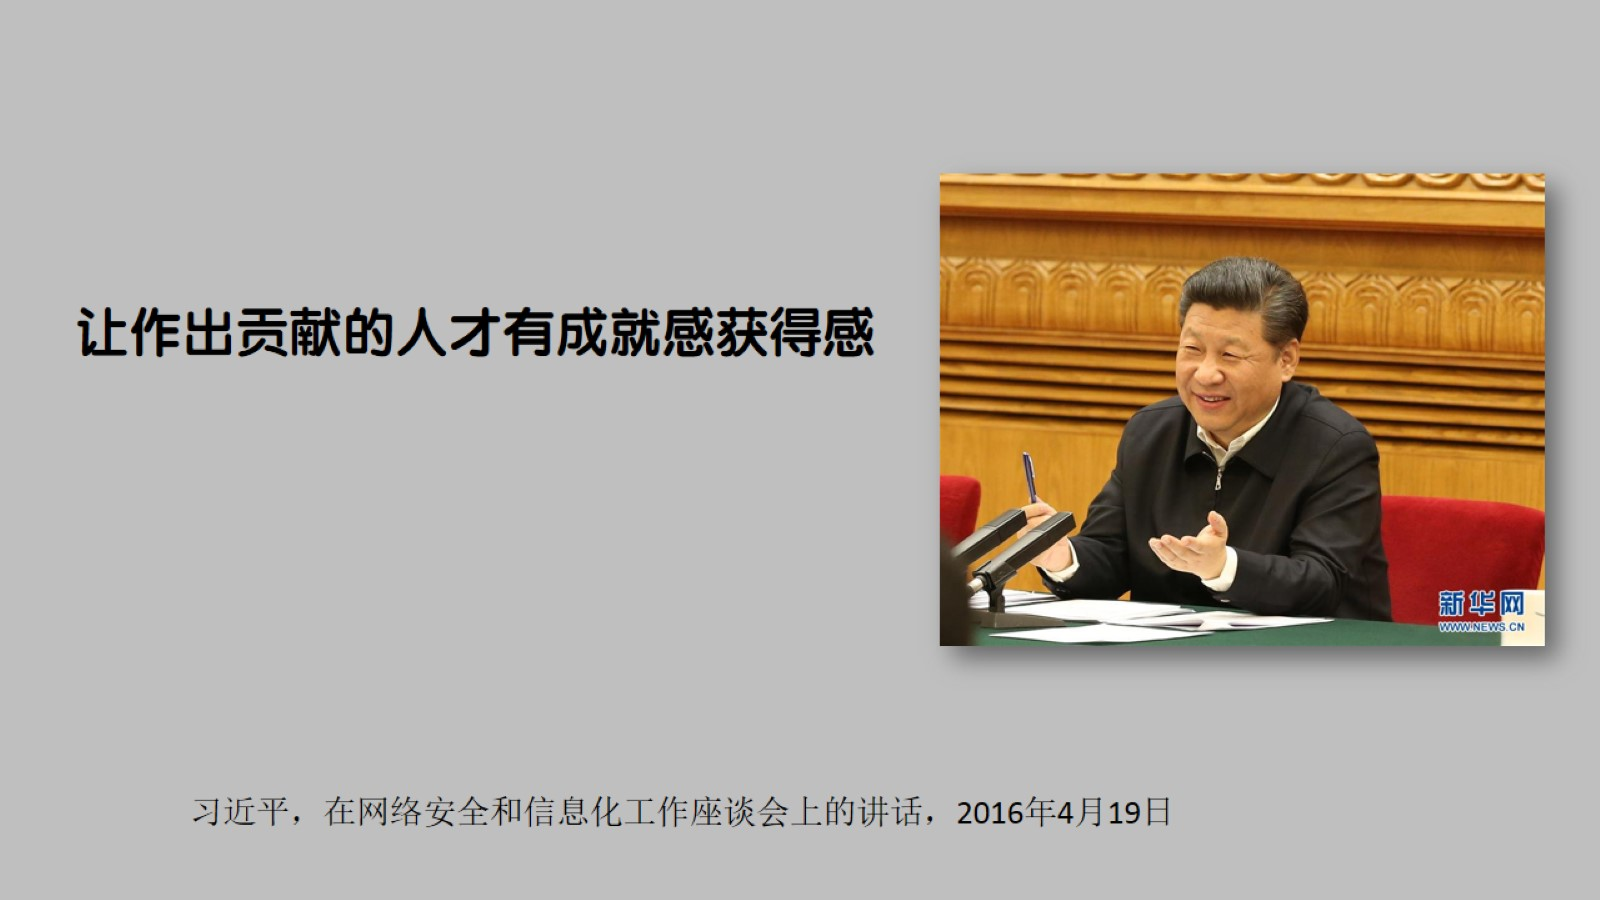 让作出贡献的人才有成就感获得感
新华网
WWW.NEWS.CN
习近平，在网络安全和信息化工作座谈会上的讲话，2016年4月19日